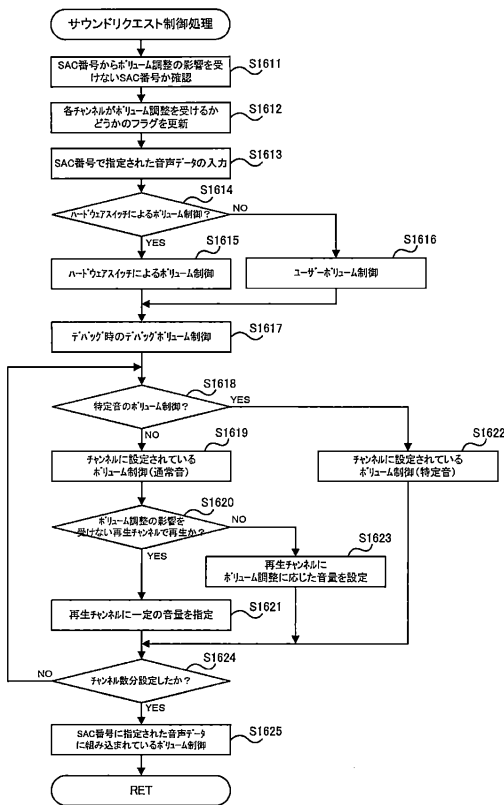 サウンドリクエスト制御処理
SAC番号からボリューム調整の影響を
受けないSAC番号か確認
S1611
各チャンネルがボリューム調整を受けるか
どうかのフラグを更新
S1612
SAC番号で指定された音声データの入力
S1613
ハードウェアスイッチによるボリューム制御？
S1614
NO
YES
ハードウェアスイッチによるボリューム制御
S1615
ユーザーボリューム制御
S1616
デバッグ時のデバッグボリューム制御
S1617
特定音のボリューム制御？
S1618
YES
NO
チャンネルに設定されている
ボリューム制御（通常音）
S1619
チャンネルに設定されている
ボリューム制御（特定音）
S1622
ボリューム調整の影響を
受けない再生チャンネルで再生か？
S1620
NO
YES
再生チャンネルに
ボリューム調整に応じた音量を設定
S1623
再生チャンネルに一定の音量を指定
S1621
チャンネル数分設定したか？
S1624
NO
YES
SAC番号に指定された音声データ
に組み込まれているボリューム制御
S1625
RET